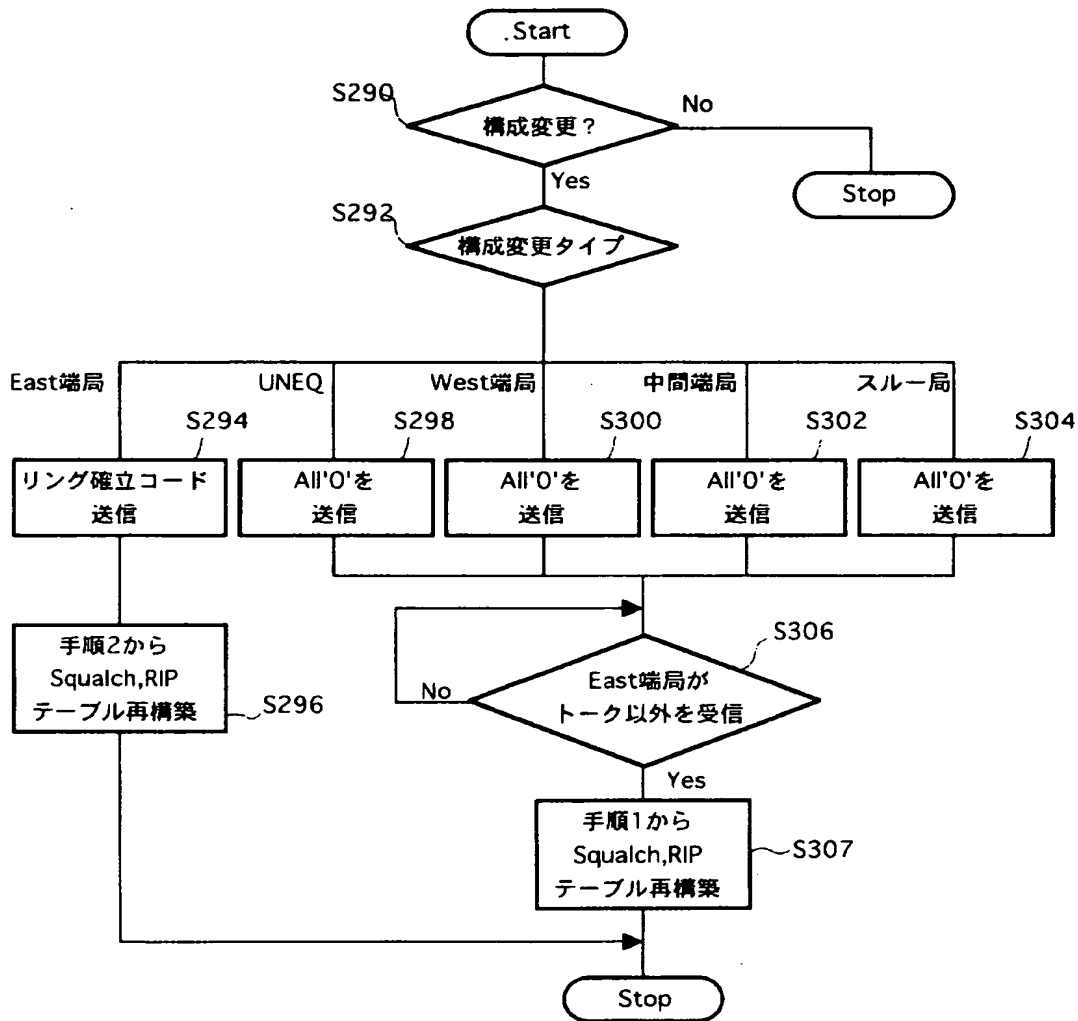 .Start
S290
構成変更？
No
Yes
Stop
S292
構成変更タイプ
East端局
UNEQ
West端局
中間端局
スルー局
S294
S298
S300
S302
S304
リング確立コード
送信
All'0'を
送信
All'0'を
送信
All'0'を
送信
All'0'を
送信
手順2から
Squalch,RIP
テーブル再構築
S296
S306
East端局が
トーク以外を受信
No
Yes
手順1から
Squalch,RIP
テーブル再構築
S307
Stop